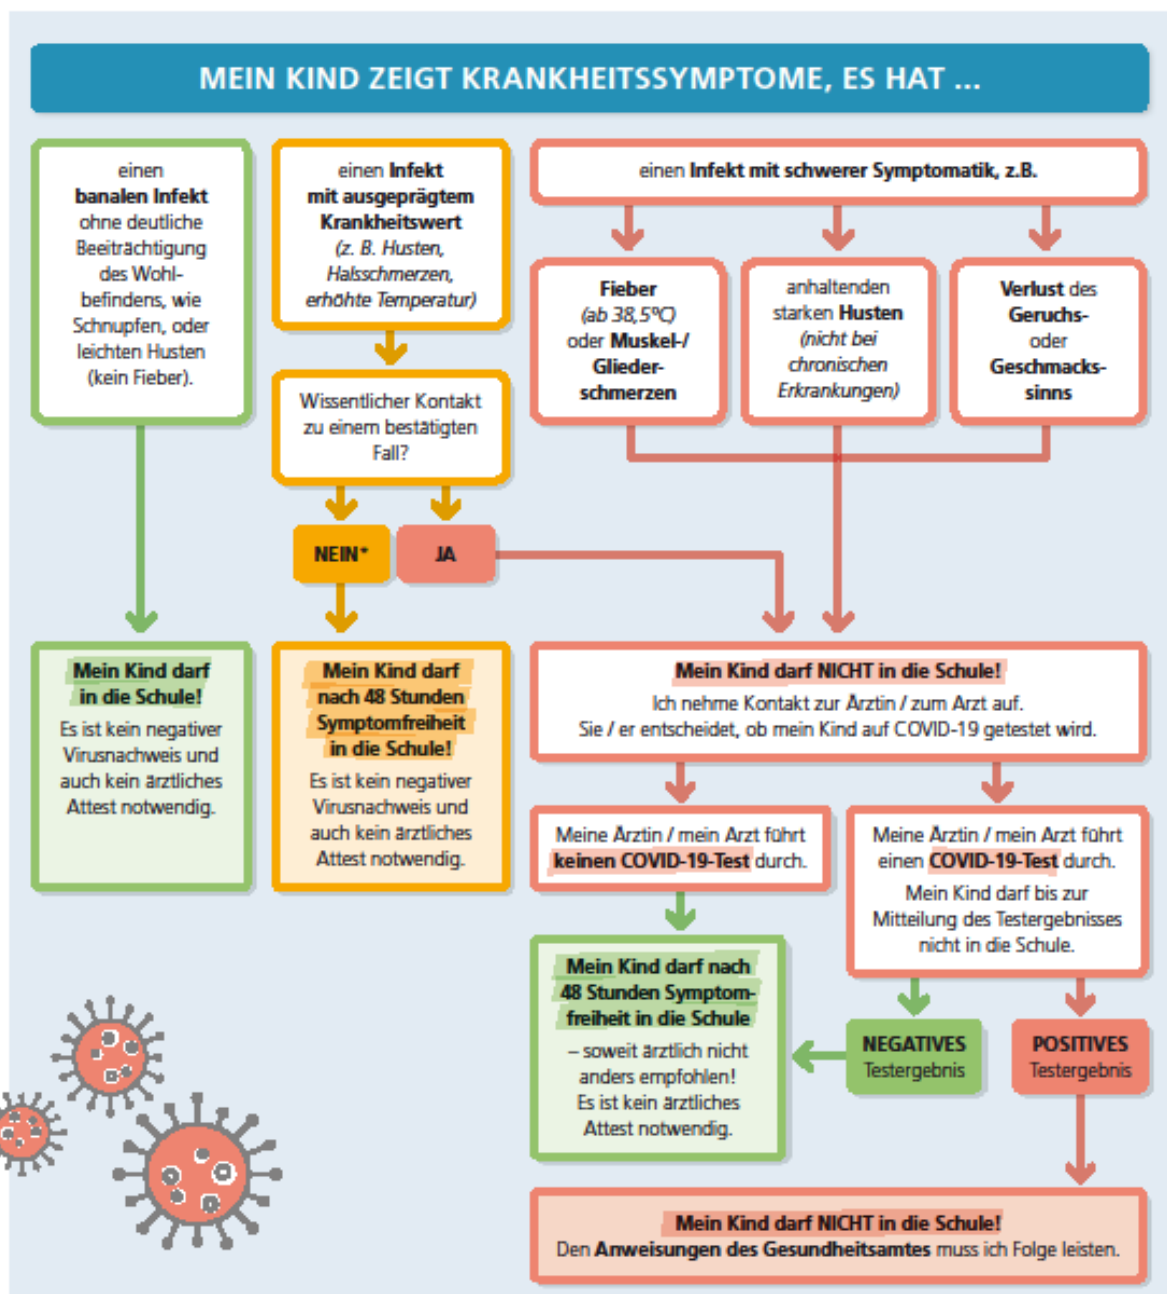 MEIN KIND ZEIGT KRANKHEITSSYMPTOME, ES HAT ...
einen
banalen Infekt
ohne deutliche
Beeiträchtigung
des Wohl-
befindens, wie
Schnupfen, oder
leichten Husten
(kein Fieber).
einen Infekt
mit ausgeprägtem
Krankheitswert
(z. B. Husten,
Halsschmerzen,
erhöhte Temperatur)
einen Infekt mit schwerer Symptomatik, z.B.
Fieber
(ab 38,5°C)
oder Muskel-/
Glieder-
schmerzen
anhaltenden
starken Husten
(nicht bei
chronischen
Erkrankungen)
Verlust des
Geruchs-
oder
Geschmacks-
sinns
Wissentlicher Kontakt
zu einem bestätigten
Fall?
NEIN*
JA
Mein Kind darf
in die Schule!
Es ist kein negativer
Virusnachweis und
auch kein ärztliches
Attest notwendig.
Mein Kind darf
nach 48 Stunden
Symptomfreiheit
in die Schule!
Es ist kein negativer
Virusnachweis und
auch kein ärztliches
Attest notwendig.
Mein Kind darf NICHT in die Schule!
Ich nehme Kontakt zur Ärztin / zum Arzt auf.
Sie / er entscheidet, ob mein Kind auf COVID-19 getestet wird.
Meine Ärztin / mein Arzt führt
keinen COVID-19-Test durch.
Meine Ärztin / mein Arzt führt
einen COVID-19-Test durch.
Mein Kind darf bis zur
Mitteilung des Testergebnisses
nicht in die Schule.
Mein Kind darf nach
48 Stunden Symptom-
freiheit in die Schule
– soweit ärztlich nicht
anders empfohlen!
Es ist kein ärztliches
Attest notwendig.
NEGATIVES
Testergebnis
POSITIVES
Testergebnis
Mein Kind darf NICHT in die Schule!
Den Anweisungen des Gesundheitsamtes muss ich Folge leisten.